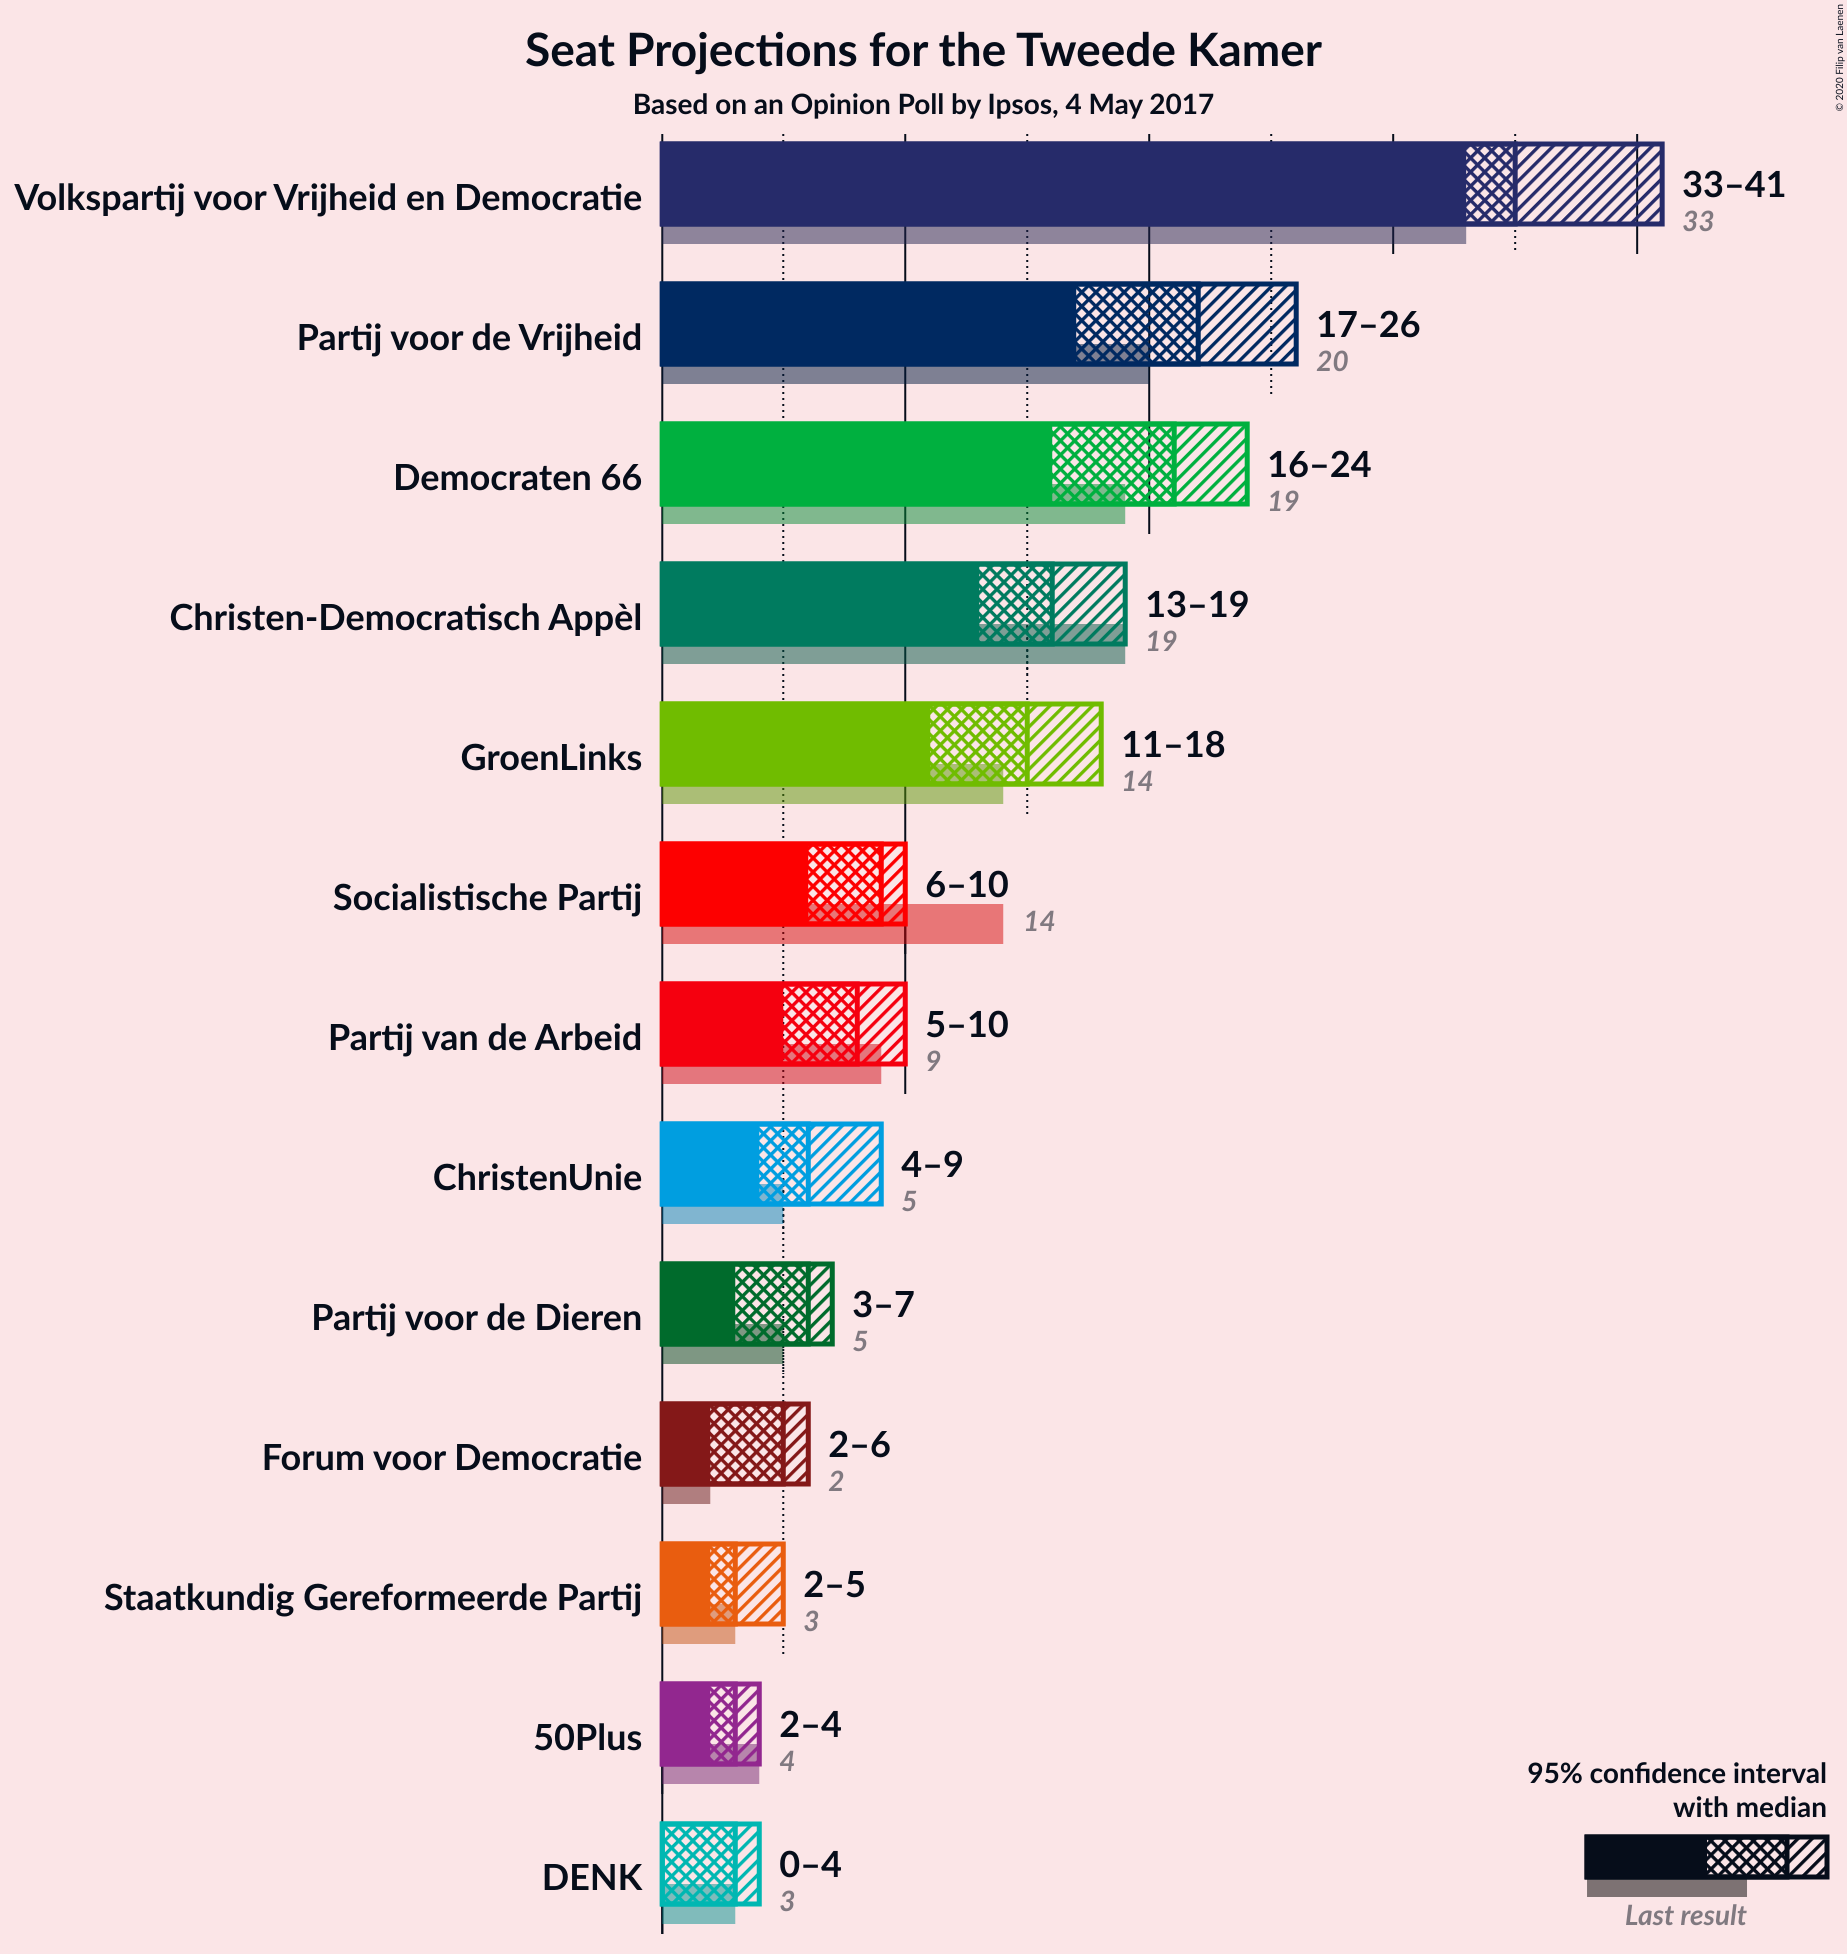 © 2020 Filip van Laenen
Seat Projections for the Tweede Kamer
Based on an Opinion Poll by Ipsos, 4 May 2017
Volkspartij voor Vrijheid en Democratie
33–41
33
Partij voor de Vrijheid
17–26
20
Democraten 66
16–24
19
Christen-Democratisch Appèl
13–19
19
GroenLinks
11–18
14
Socialistische Partij
6–10
14
Partij van de Arbeid
5–10
9
ChristenUnie
4–9
5
Partij voor de Dieren
3–7
5
Forum voor Democratie
2–6
2
Staatkundig Gereformeerde Partij
2–5
3
50Plus
2–4
4
DENK
0–4
3
95% confidence interval
with median
Last result